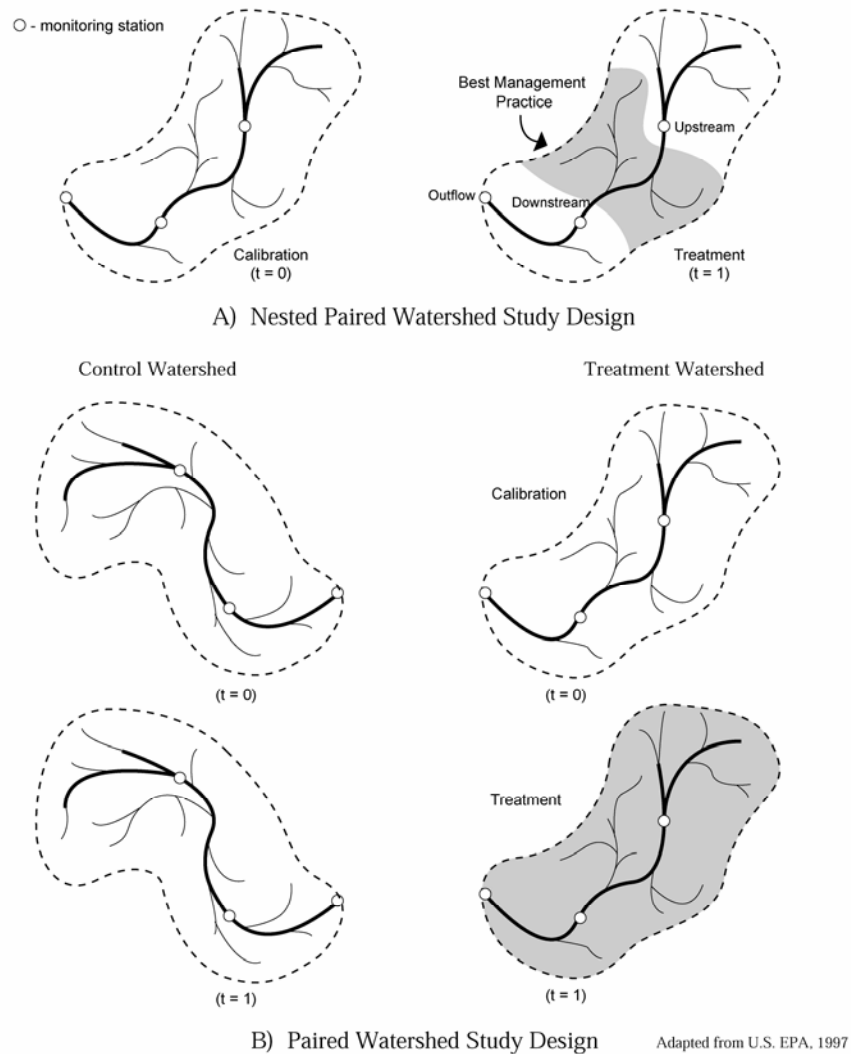 ○ - monitoring station
Best Management
Practice
Upstream
Outflow
Downstream
Calibration
(t = 0)
Treatment
(t = 1)
A) Nested Paired Watershed Study Design
Control Watershed
Treatment Watershed
Calibration
(t = 0)
(t = 0)
Treatment
(t = 1)
(t = 1)
B) Paired Watershed Study Design
Adapted from U.S. EPA, 1997